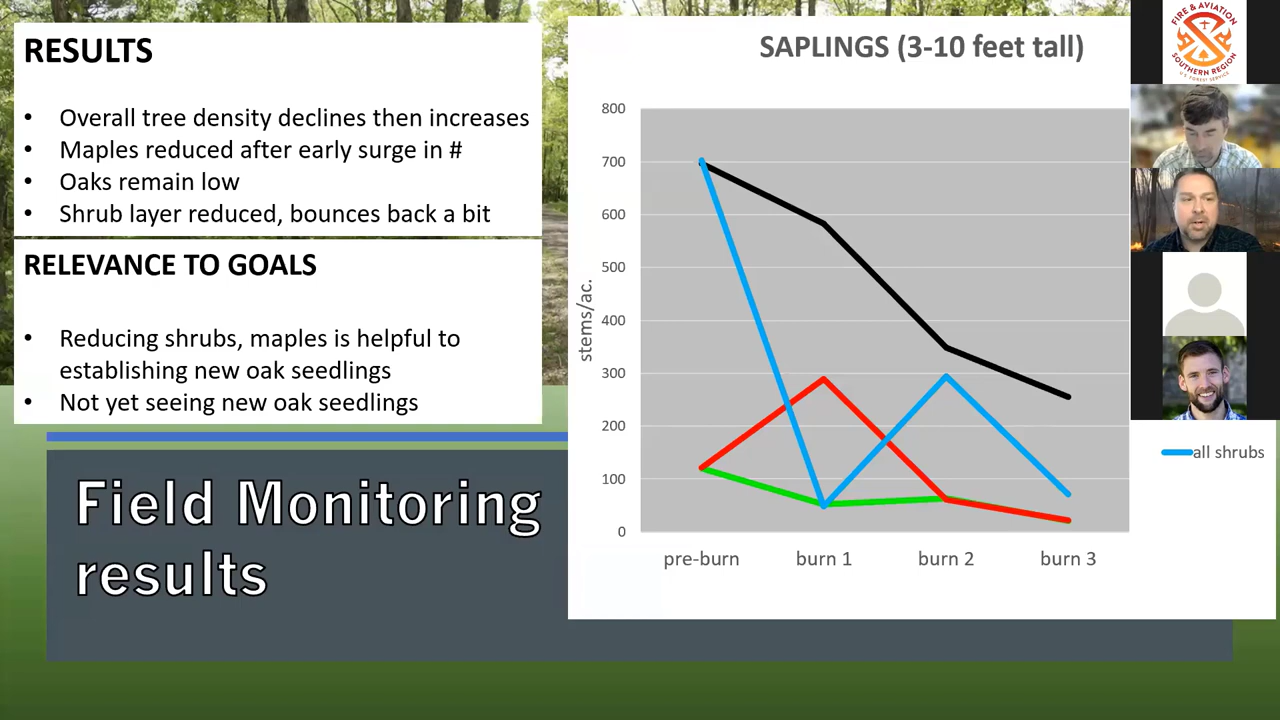 RESULTS
• Overall tree density declines then increases
• Maples reduced after early surge in #
• Oaks remain low
• Shrub layer reduced, bounces back a bit
RELEVANCE TO GOALS
• Reducing shrubs, maples is helpful to
establishing new oak seedlings
• Not yet seeing new oak seedlings
Field Monitoring
results
SAPLINGS (3-10 feet tall)
stems/ac.
800
700
600
500
400
300
200
100
0
pre-burn burn 1 burn 2 burn 3
all shrubs
FIRE & AVIATION
SOUTHERN REGION
U.S. FOREST SERVICE